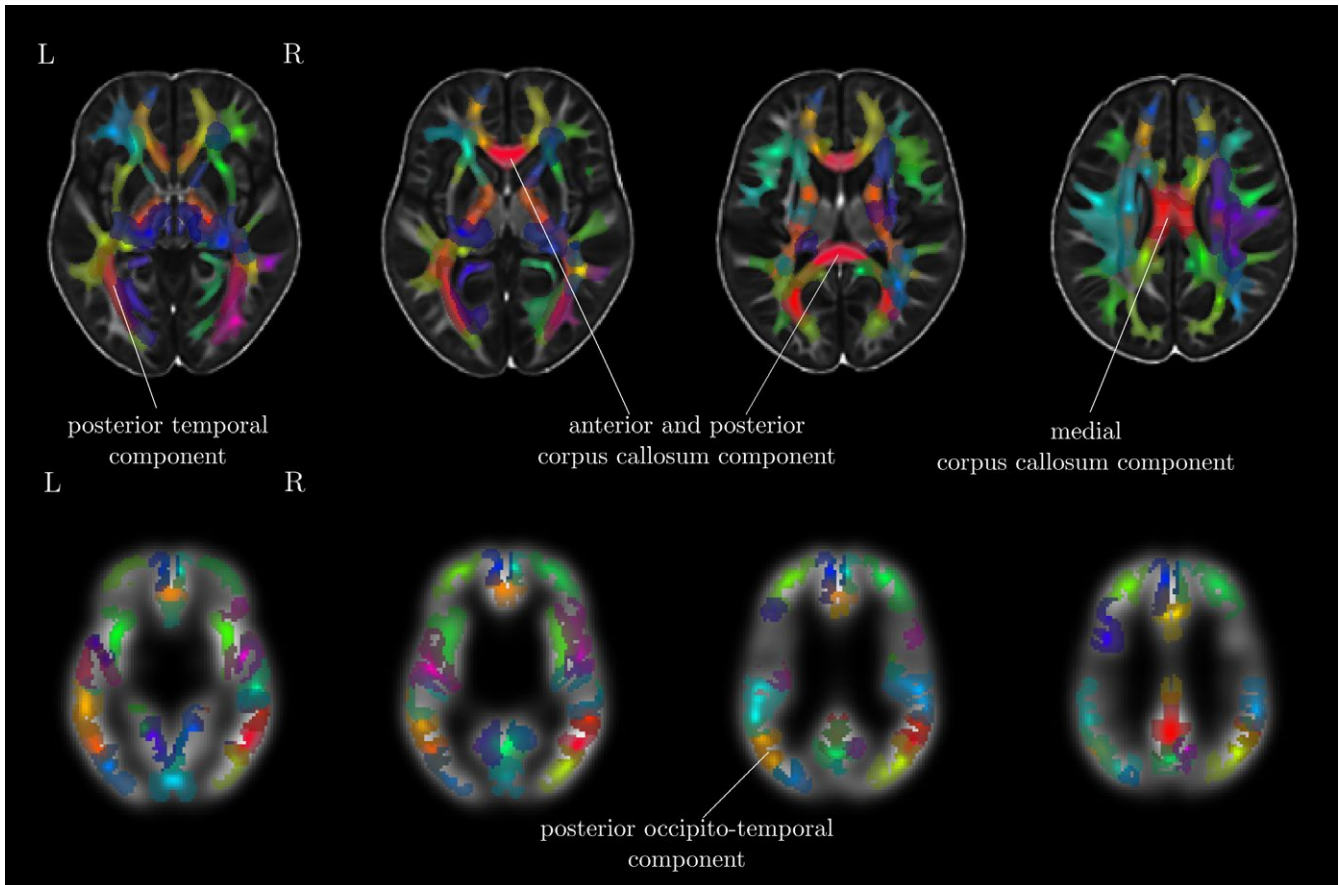 L R
posterior temporal
component
anterior and posterior
corpus callosum component
medial
corpus callosum component
L R
posterior occipito-temporal
component